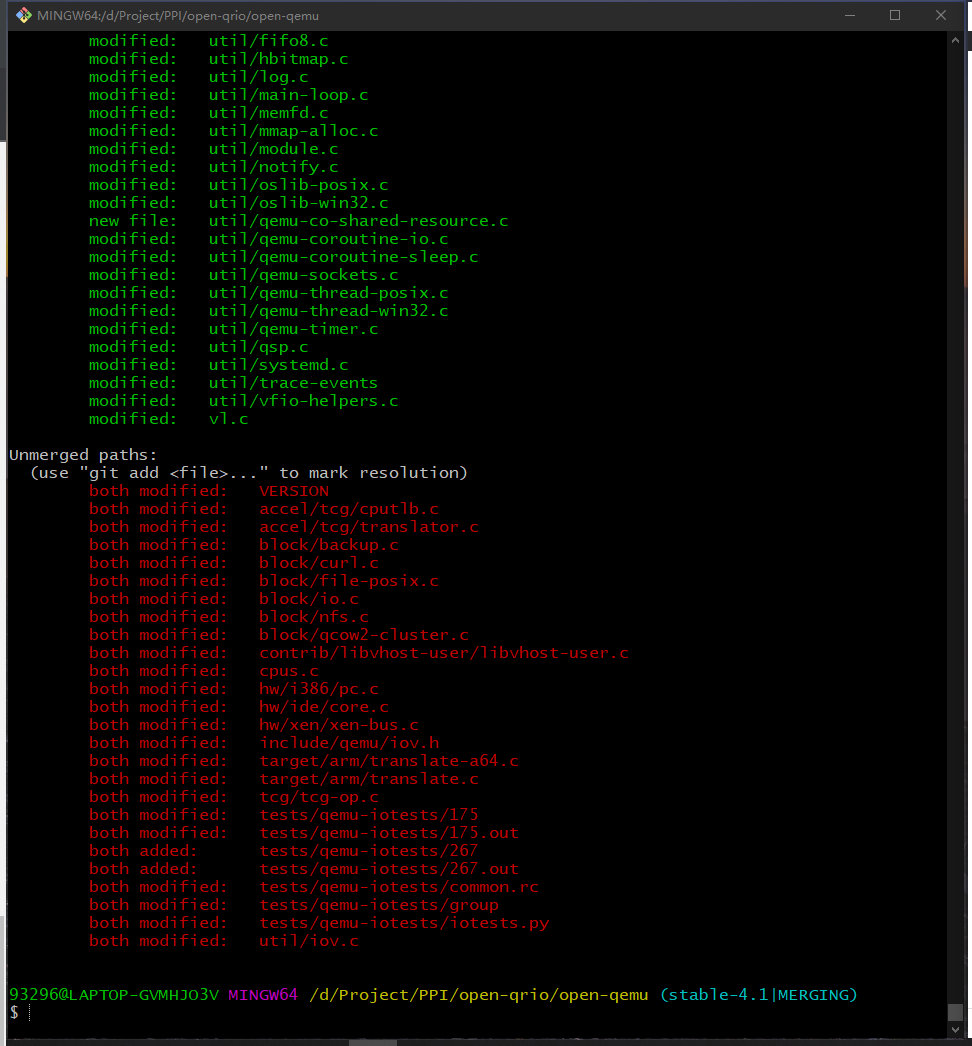 MINGW64:/d/Project/PPI/open-qrio/open-qemu
modified: util/fifo8.c
modified: util/hbitmap.c
modified: util/log.c
modified: util/main-loop.c
modified: util/memfd.c
modified: util/mmap-alloc.c
modified: util/module.c
modified: util/notify.c
modified: util/oslib-posix.c
modified: util/oslib-win32.c
new file: util/qemu-co-shared-resource.c
modified: util/qemu-coroutine-io.c
modified: util/qemu-coroutine-sleep.c
modified: util/qemu-sockets.c
modified: util/qemu-thread-posix.c
modified: util/qemu-thread-win32.c
modified: util/qemu-timer.c
modified: util/qsp.c
modified: util/systemd.c
modified: util/trace-events
modified: util/vfio-helpers.c
modified: vl.c
Unmerged paths:
(use "git add <file>..." to mark resolution)
both modified: VERSION
both modified: accel/tcg/cputlb.c
both modified: accel/tcg/translator.c
both modified: block/backup.c
both modified: block/curl.c
both modified: block/file-posix.c
both modified: block/io.c
both modified: block/nfs.c
both modified: block/qcow2-cluster.c
both modified: contrib/libvhost-user/libvhost-user.c
both modified: cpus.c
both modified: hw/i386/pc.c
both modified: hw/ide/core.c
both modified: hw/xen/xen-bus.c
both modified: include/qemu/iov.h
both modified: target/arm/translate-a64.c
both modified: target/arm/translate.c
both modified: tcg/tcg-op.c
both modified: tests/qemu-iotests/175
both modified: tests/qemu-iotests/175.out
both added: tests/qemu-iotests/267
both added: tests/qemu-iotests/267.out
both modified: tests/qemu-iotests/common.rc
both modified: tests/qemu-iotests/group
both modified: tests/qemu-iotests/iotests.py
both modified: util/iov.c
93296@LAPTOP-GVMHJO3V MINGW64 /d/Project/PPI/open-qrio/open-qemu (stable-4.1|MERGING)
$